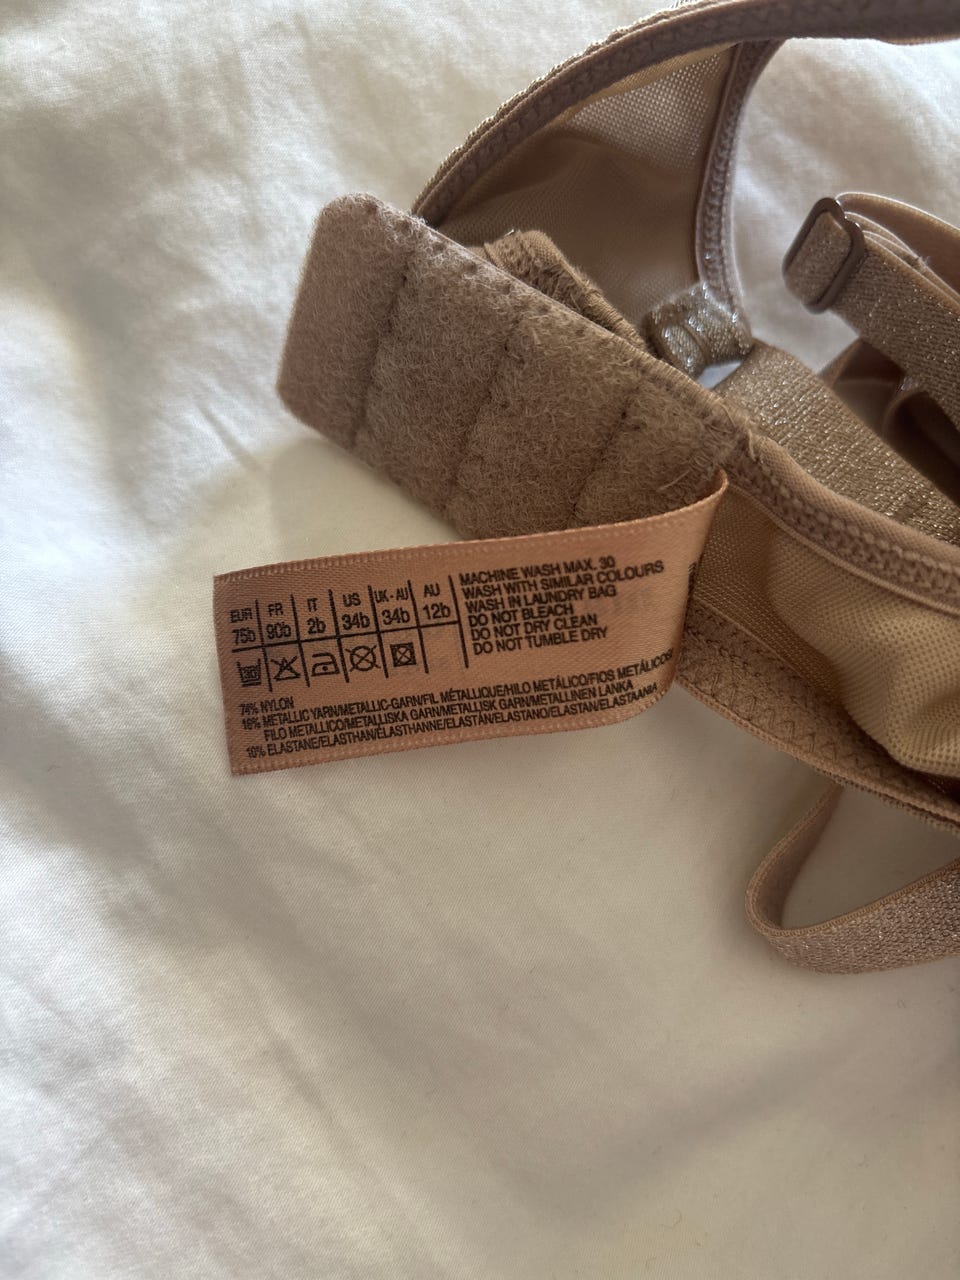 EUR FR IT US UK-AU AU
75b 90b 2b 34b 34b 12b
MACHINE WASH MAX. 30
WASH WITH SIMILAR COLOURS
WASH IN LAUNDRY BAG
DO NOT BLEACH
DO NOT DRY CLEAN
DO NOT TUMBLE DRY
74% NYLON
16% METALLIC YARN/METALLIC-GARN/FIL MÉTALLIQUE/HILO METÁLICO/FIOS METÁLICOS/
FILO METALLICO/METALLISKA GARN/METALLISK GARN/METALLINEN LANKA
10% ELASTANE/ELASTHAN/ÉLASTHANNE/ELASTÁN/ELASTANO/ELASTAN/ELASTAANIA